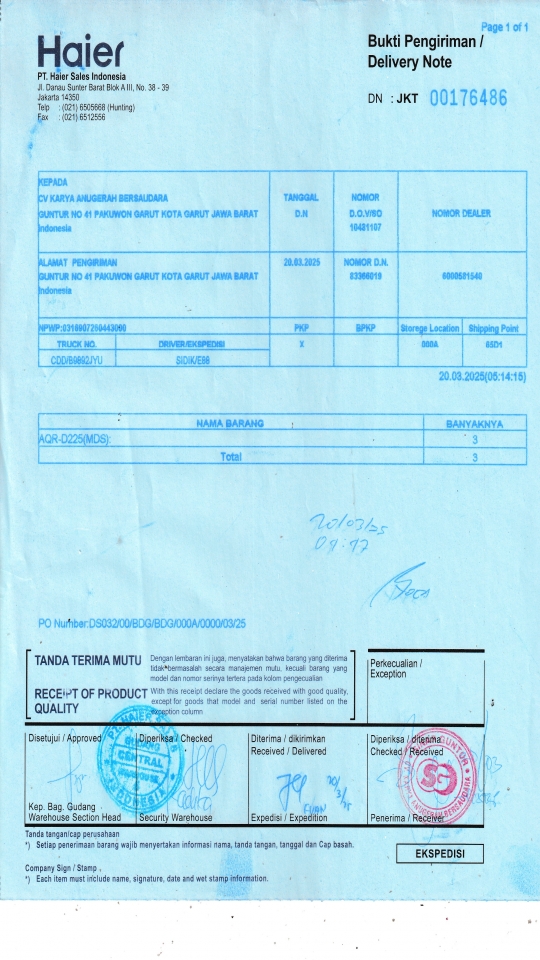 Page 1 of 1
Haier
PT. Haier Sales Indonesia
Jl. Danau Sunter Barat Blok A III, No. 38 - 39
Jakarta 14350
Telp : (021) 6505668 (Hunting)
Fax : (021) 6512556
Bukti Pengiriman /
Delivery Note
DN : JKT 00176486
KEPADA
CV KARYA ANUGERAH BERSAUDARA
GUNTUR NO 41 PAKUWON GARUT KOTA GARUT JAWA BARAT
Indonesia
TANGGAL
D.N
NOMOR
D.O.V/SO
10431107
NOMOR DEALER
ALAMAT PENGIRIMAN
GUNTUR NO 41 PAKUWON GARUT KOTA GARUT JAWA BARAT
Indonesia
20.03.2025
NOMOR D.N.
83366019
PKP BPKP Storege Location Shipping Point
TRUCK NO. DRIVER/EKSPEDISI X 000A 85D1
SIDIK/E86
20.03.2025(05:14:15)
NAMA BARANG BANYAKNYA
AQR-D225(MDS): 3
Total 3
20/03/25
PO Number:DS032/00/BDG/BDG/000A/0000/03/25
TANDA TERIMA MUTU
Dengan lembaran ini juga, menyatakan bahwa barang yang diterima
tidak bermasalah secara manajemen mutu, kecuali barang yang
model dan nomor serinya tertera pada kolom pengecualian
RECEIPT OF PRODUCT
QUALITY
With this receipt declare the goods received with good quality,
except for goods that model and serial number listed on the
exception column
Perkecualian /
Exception
Disetujui / Approved
Diperiksa / Checked
Diterima / dikirimkan
Received / Delivered
Diperiksa / diterima
Checked / Received
GUDANG
CENTRAL
WAREHOUSE
INDONESIA
SG
ANUGERAH BERSAUDARA
20/3/25
Kep. Bag. Gudang
Warehouse Section Head
Security Warehouse
Expedisi / Expedition
Penerima / Receiver
Tanda tangan/cap perusahaan
*) Setiap penerimaan barang wajib menyertakan informasi nama, tanda tangan, tanggal dan Cap basah.
EKSPEDISI
Company Sign / Stamp .
*) Each item must include name, signature, date and wet stamp information.